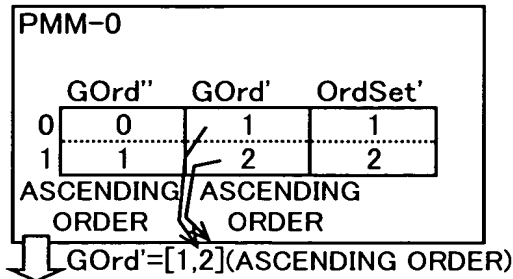 PMM-0
GOrd'' GOrd' OrdSet'
0 0 1 1
1 1 2 2
ASCENDING ORDER ASCENDING ORDER
GOrd'=[1,2](ASCENDING ORDER)